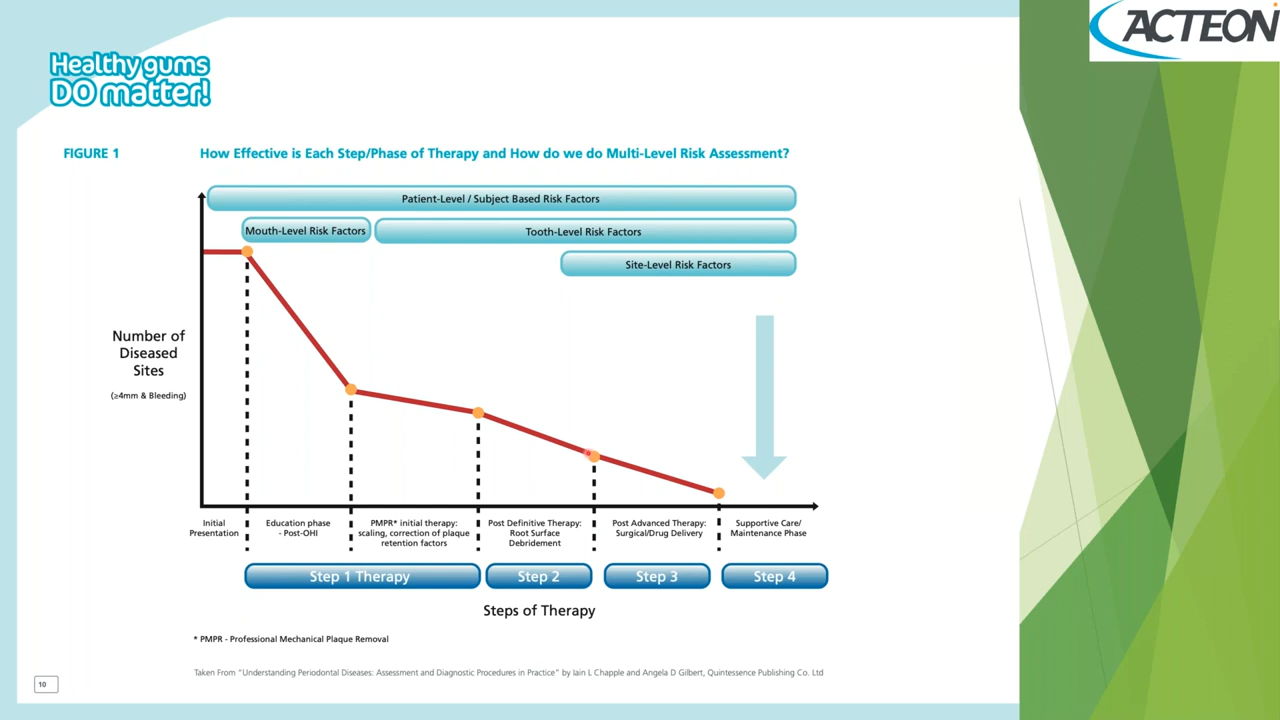 ACTEON
Healthy gums
DO matter!
FIGURE 1
How Effective is Each Step/Phase of Therapy and How do we do Multi-Level Risk Assessment?
Patient-Level / Subject Based Risk Factors
Mouth-Level Risk Factors
Tooth-Level Risk Factors
Site-Level Risk Factors
Number of
Diseased
Sites
(≥4mm & Bleeding)
Initial
Presentation
Education phase
- Post-OHI
PMPR* initial therapy:
scaling, correction of plaque
retention factors
Post Definitive Therapy:
Root Surface
Debridement
Post Advanced Therapy:
Surgical/Drug Delivery
Supportive Care/
Maintenance Phase
Step 1 Therapy
Step 2
Step 3
Step 4
Steps of Therapy
* PMPR - Professional Mechanical Plaque Removal
Taken From "Understanding Periodontal Diseases: Assessment and Diagnostic Procedures in Practice" by Iain L Chapple and Angela D Gilbert, Quintessence Publishing Co. Ltd
10